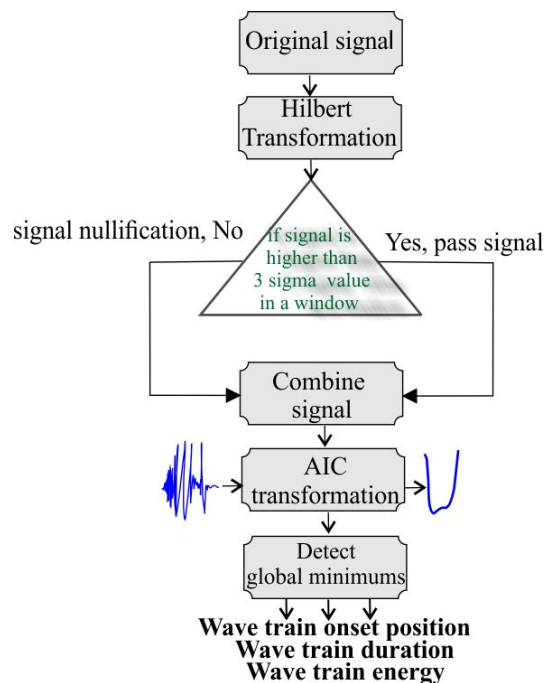 Original signal
Hilbert
Transformation
signal nullification, No
Yes, pass signal
if signal is
higher than
3 sigma value
in a window
Combine
signal
AIC
transformation
Detect
global minimums
Wave train onset position
Wave train duration
Wave train energy